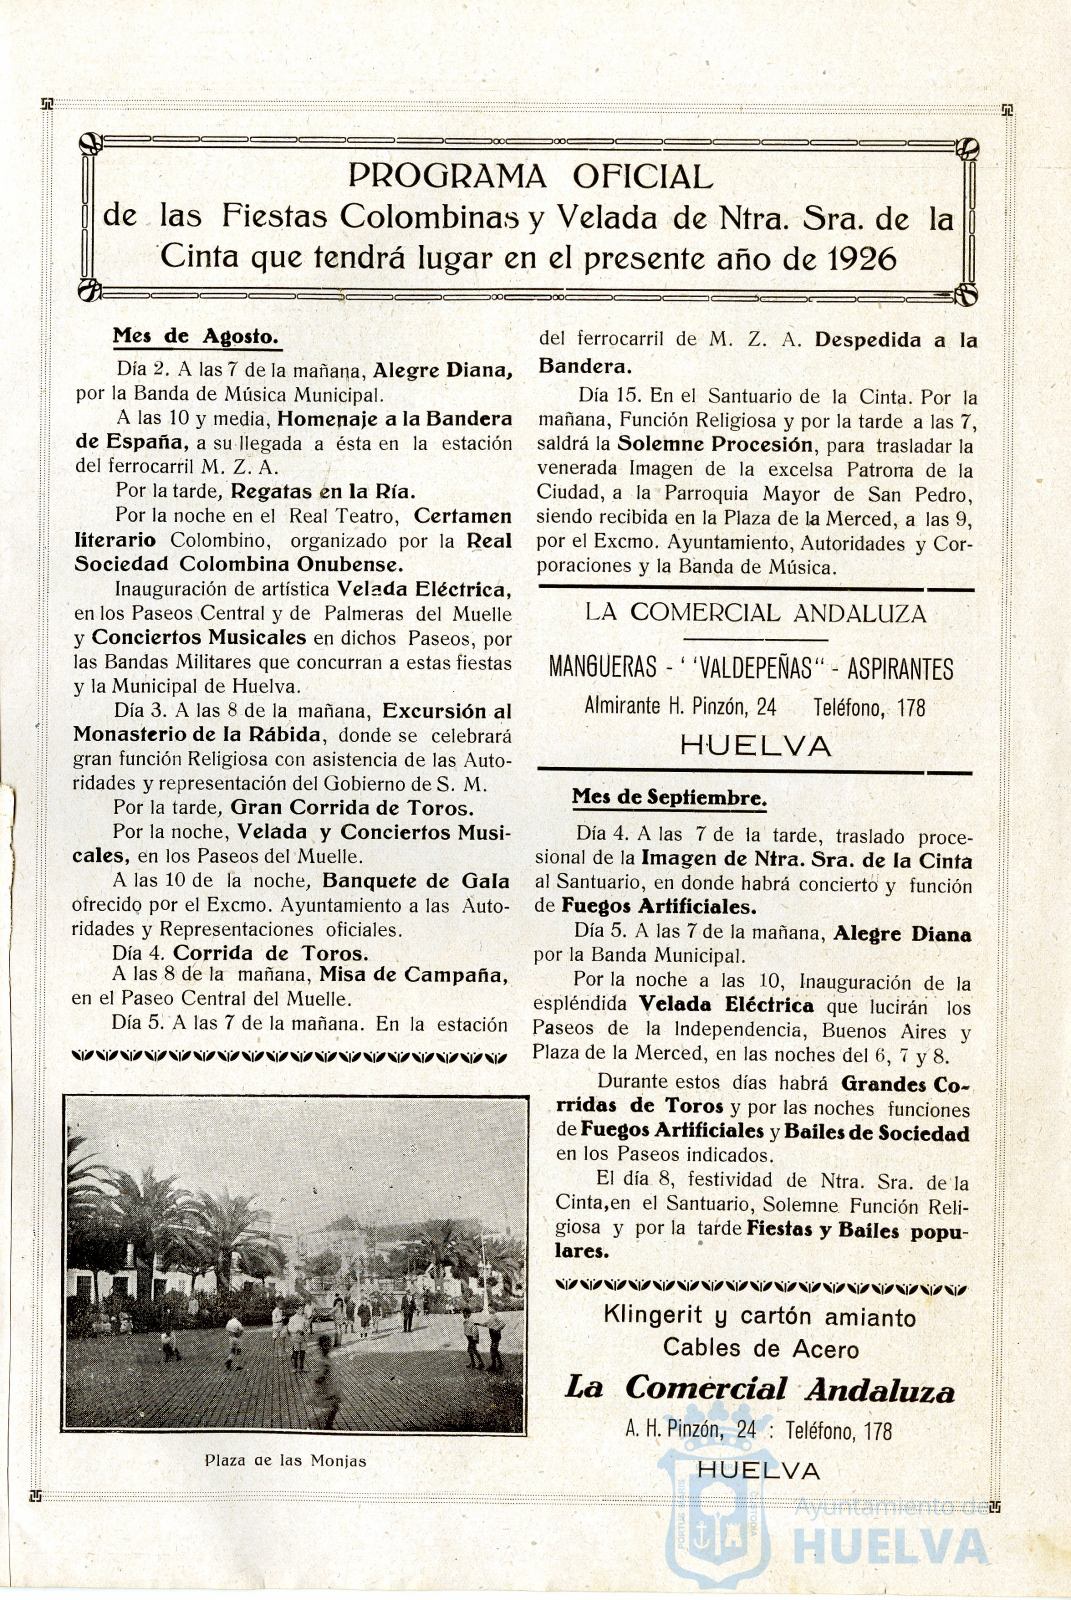 PROGRAMA OFICIAL
de las Fiestas Colombinas y Velada de Ntra. Sra. de la
Cinta que tendrá lugar en el presente año de 1926
Mes de Agosto.
Día 2. A las 7 de la mañana, Alegre Diana,
por la Banda de Música Municipal.
A las 10 y media, Homenaje a la Bandera
de España, a su llegada a ésta en la estación
del ferrocarril M. Z. A.
Por la tarde, Regatas en la Ría.
Por la noche en el Real Teatro, Certamen
literario Colombino, organizado por la Real
Sociedad Colombina Onubense.
Inauguración de artística Velada Eléctrica,
en los Paseos Central y de Palmeras del Muelle
y Conciertos Musicales en dichos Paseos, por
las Bandas Militares que concurran a estas fiestas
y la Municipal de Huelva.
Día 3. A las 8 de la mañana, Excursión al
Monasterio de la Rábida, donde se celebrará
gran función Religiosa con asistencia de las Auto-
ridades y representación del Gobierno de S. M.
Por la tarde, Gran Corrida de Toros.
Por la noche, Velada y Conciertos Musi-
cales, en los Paseos del Muelle.
A las 10 de la noche, Banquete de Gala
ofrecido por el Excmo. Ayuntamiento a las Auto-
ridades y Representaciones oficiales.
Día 4. Corrida de Toros.
A las 8 de la mañana, Misa de Campaña,
en el Paseo Central del Muelle.
Día 5. A las 7 de la mañana. En la estación
Plaza de las Monjas
del ferrocarril de M. Z. A. Despedida a la
Bandera.
Día 15. En el Santuario de la Cinta. Por la
mañana, Función Religiosa y por la tarde a las 7,
saldrá la Solemne Procesión, para trasladar la
venerada Imagen de la excelsa Patrona de la
Ciudad, a la Parroquia Mayor de San Pedro,
siendo recibida en la Plaza de la Merced, a las 9,
por el Excmo. Ayuntamiento, Autoridades y Cor-
poraciones y la Banda de Música.
LA COMERCIAL ANDALUZA
MANGUERAS - ''VALDEPEÑAS" - ASPIRANTES
Almirante H. Pinzón, 24 Teléfono, 178
HUELVA
Mes de Septiembre.
Día 4. A las 7 de la tarde, traslado proce-
sional de la Imagen de Ntra. Sra. de la Cinta
al Santuario, en donde habrá concierto y función
de Fuegos Artificiales.
Día 5. A las 7 de la mañana, Alegre Diana
por la Banda Municipal.
Por la noche a las 10, Inauguración de la
espléndida Velada Eléctrica que lucirán los
Paseos de la Independencia, Buenos Aires y
Plaza de la Merced, en las noches del 6, 7 y 8.
Durante estos días habrá Grandes Co-
rridas de Toros y por las noches funciones
de Fuegos Artificiales y Bailes de Sociedad
en los Paseos indicados.
El día 8, festividad de Ntra. Sra. de la
Cinta,en el Santuario, Solemne Función Reli-
giosa y por la tarde Fiestas y Bailes popu-
lares.
Klingerit y cartón amianto
Cables de Acero
La Comercial Andaluza
A. H. Pinzón, 24 : Teléfono, 178
HUELVA
Ayuntamiento de
HUELVA